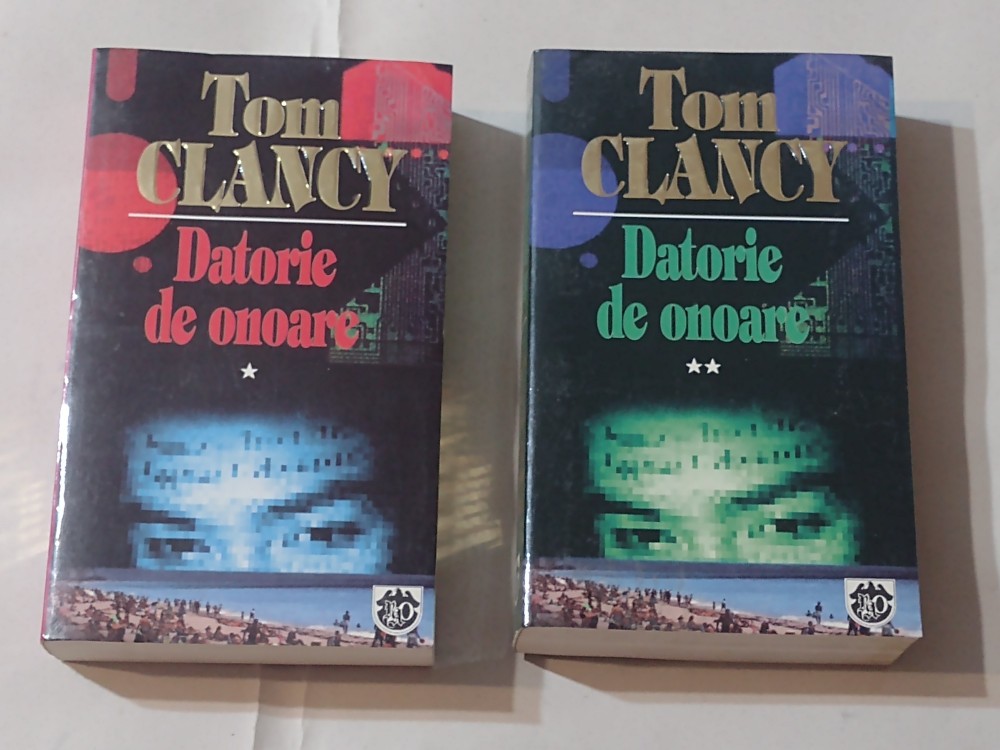 Tom
CLANCY
Datorie
de onoare
*
Tom
CLANCY
Datorie
de onoare
**